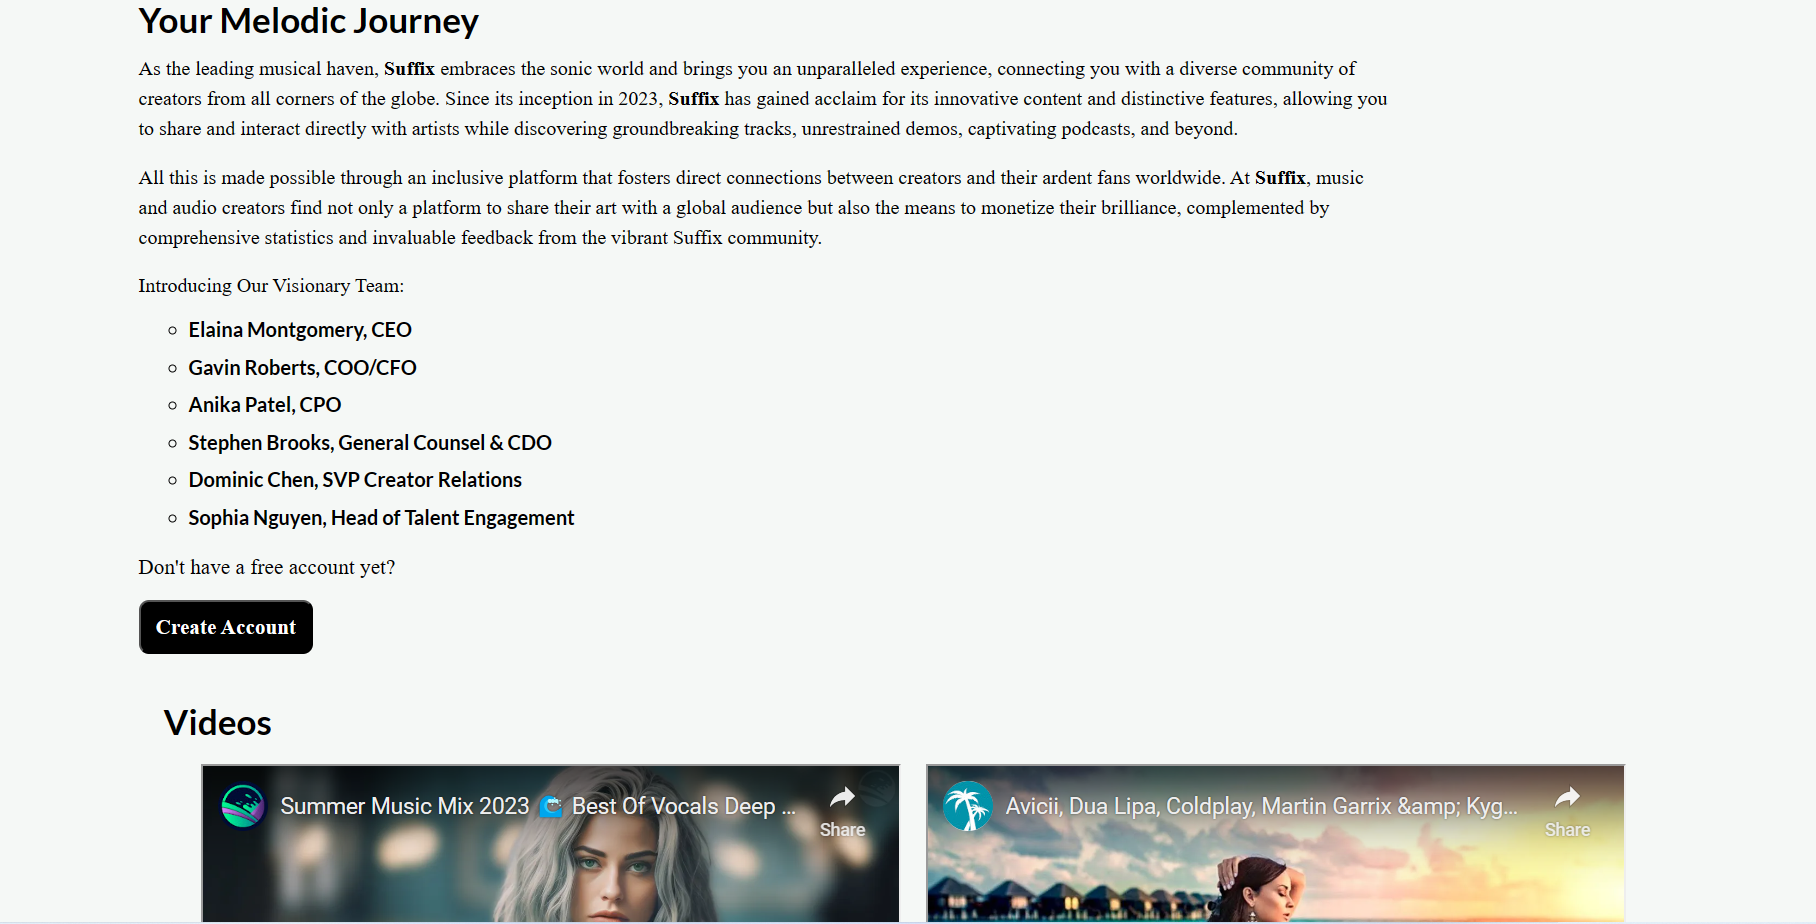 Your Melodic Journey
As the leading musical haven, Suffix embraces the sonic world and brings you an unparalleled experience, connecting you with a diverse community of
creators from all corners of the globe. Since its inception in 2023, Suffix has gained acclaim for its innovative content and distinctive features, allowing you
to share and interact directly with artists while discovering groundbreaking tracks, unrestrained demos, captivating podcasts, and beyond.
All this is made possible through an inclusive platform that fosters direct connections between creators and their ardent fans worldwide. At Suffix, music
and audio creators find not only a platform to share their art with a global audience but also the means to monetize their brilliance, complemented by
comprehensive statistics and invaluable feedback from the vibrant Suffix community.
Introducing Our Visionary Team:
Elaina Montgomery, CEO
Gavin Roberts, COO/CFO
Anika Patel, CPO
Stephen Brooks, General Counsel & CDO
Dominic Chen, SVP Creator Relations
Sophia Nguyen, Head of Talent Engagement
Don't have a free account yet?
Create Account
Videos
Summer Music Mix 2023 🌊 Best Of Vocals Deep ...
Share
Avicii, Dua Lipa, Coldplay, Martin Garrix &amp; Kyg...
Share